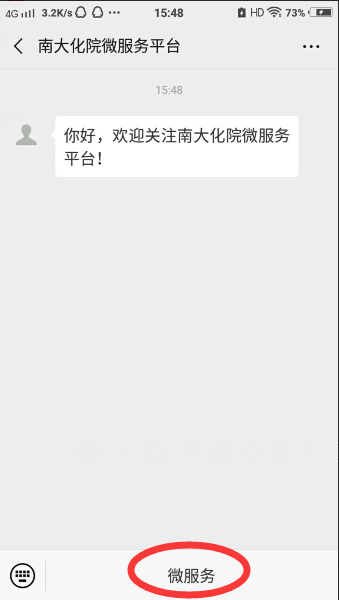 4G 3.2K/s 15:48 HD 73%
南大化院微服务平台
15:48
你好，欢迎关注南大化院微服务
平台！
微服务